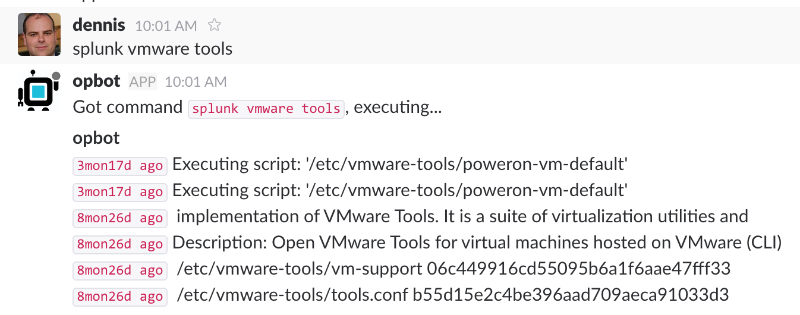 dennis 10:01 AM ☆
splunk vmware tools
opbot APP 10:01 AM
Got command splunk vmware tools, executing...
opbot
3mon17d ago Executing script: '/etc/vmware-tools/poweron-vm-default'
3mon17d ago Executing script: '/etc/vmware-tools/poweron-vm-default'
8mon26d ago implementation of VMware Tools. It is a suite of virtualization utilities and
8mon26d ago Description: Open VMware Tools for virtual machines hosted on VMware (CLI)
8mon26d ago /etc/vmware-tools/vm-support 06c449916cd55095b6a1f6aae47fff33
8mon26d ago /etc/vmware-tools/tools.conf b55d15e2c4be396aad709aeca91033d3